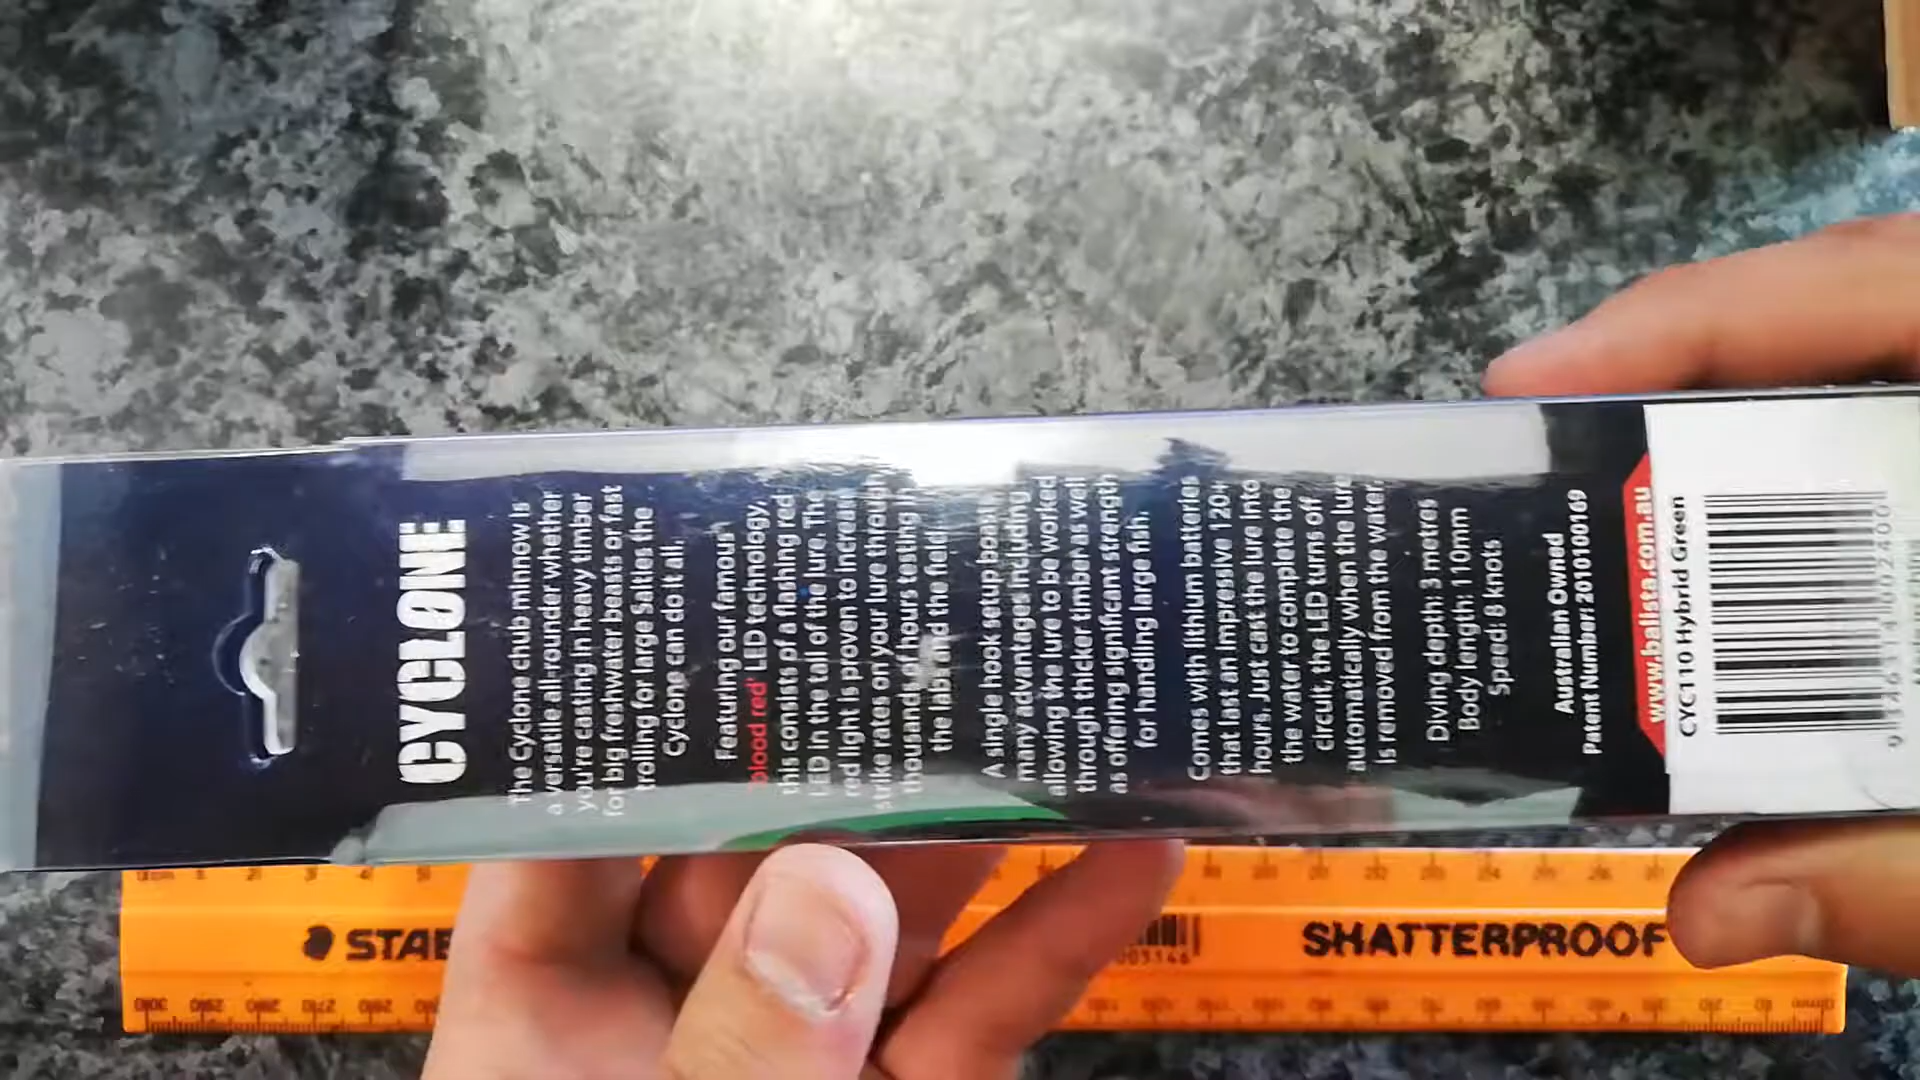 CYCLONE
The Cyclone chub minnow is
a versatile all-rounder whether
you're casting in heavy timber
for big freshwater beasts or fast
trolling for large Salties the
Cyclone can do it all.
Featuring our famous
'blood red' LED technology,
this consists of a flashing red
LED in the tail of the lure. The
red light is proven to increase
strike rates on your lure through
thousands of hours testing in
the lab and the field.
A single hook setup boasts
many advantages including
allowing the lure to be worked
through thicker timber as well
as offering significant strength
for handling large fish.
Comes with lithium batteries
that last an impressive 120+
hours. Just cast the lure into
the water to complete the
circuit, the LED turns off
automatically when the lure
is removed from the water.
Diving depth: 3 metres
Body length: 110mm
Speed: 8 knots
Australian Owned
Patent Number: 2010100169
www.balista.com.au
CYC110 Hybrid Green
SHATTERPROOF